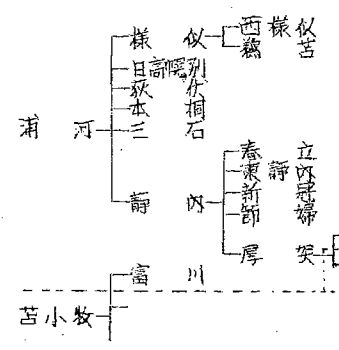 西様似
様似
鵜苫
日高幌別
荻伏
本桐
浦河
三石
春立
東静内
静内
新冠
節婦
厚賀
富川
苫小牧